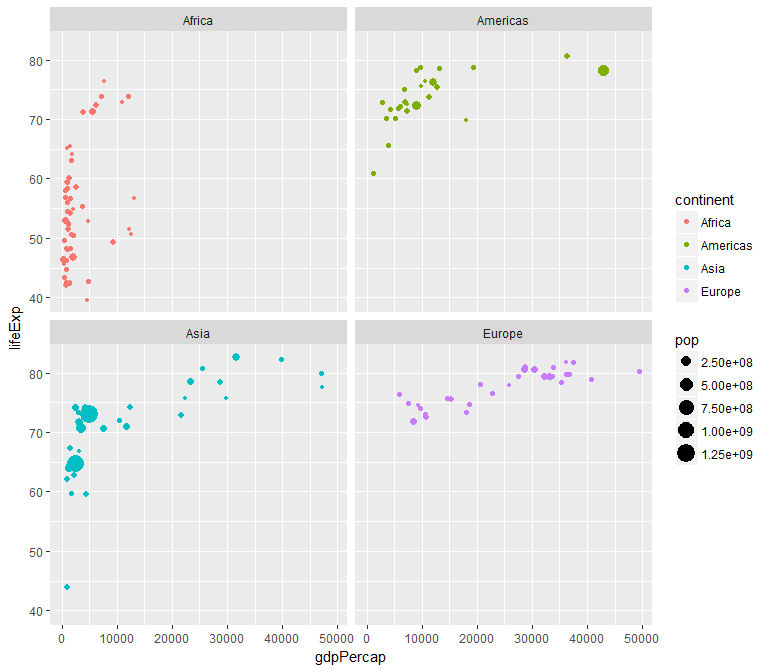 Africa
Americas
80
70
60
50
40
Asia
Europe
80
70
60
50
40
0
10000
20000
30000
40000
50000
0
10000
20000
30000
40000
50000
lifeExp
gdpPercap
continent
Africa
Americas
Asia
Europe
pop
2.50e+08
5.00e+08
7.50e+08
1.00e+09
1.25e+09